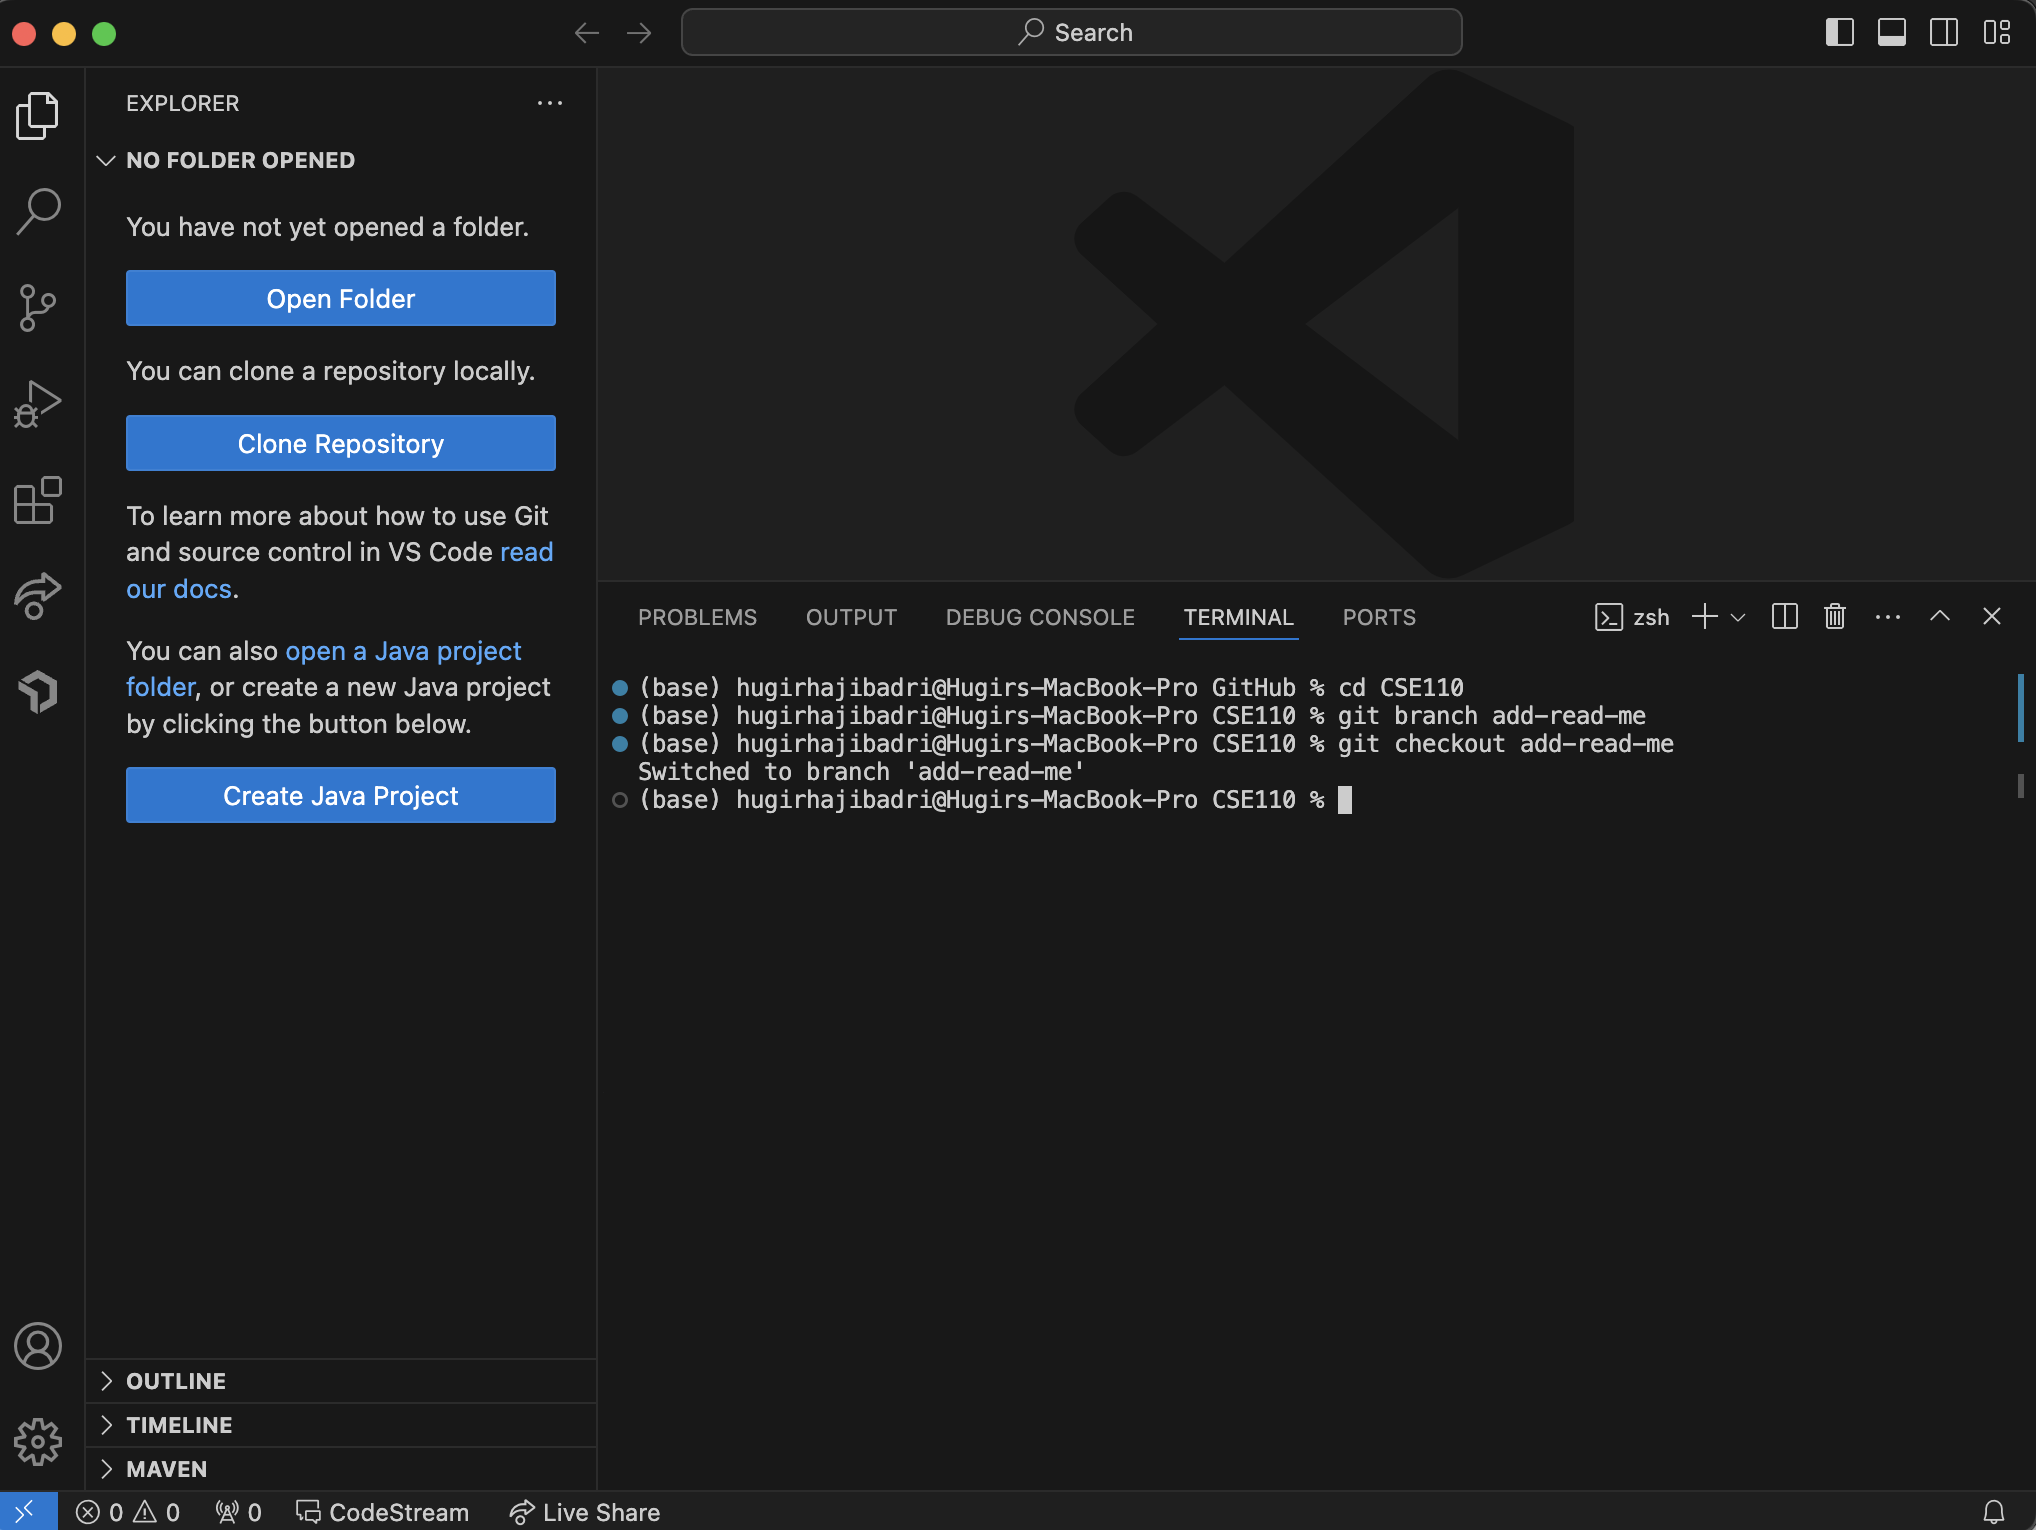 Search
EXPLORER
NO FOLDER OPENED
You have not yet opened a folder.
Open Folder
You can clone a repository locally.
Clone Repository
To learn more about how to use Git
and source control in VS Code read
our docs.
You can also open a Java project
folder, or create a new Java project
by clicking the button below.
Create Java Project
OUTLINE
TIMELINE
MAVEN
PROBLEMS OUTPUT DEBUG CONSOLE TERMINAL PORTS zsh
(base) hugirhajibadri@Hugirs-MacBook-Pro GitHub % cd CSE110
(base) hugirhajibadri@Hugirs-MacBook-Pro CSE110 % git branch add-read-me
(base) hugirhajibadri@Hugirs-MacBook-Pro CSE110 % git checkout add-read-me
Switched to branch 'add-read-me'
(base) hugirhajibadri@Hugirs-MacBook-Pro CSE110 %
0 0 0 CodeStream Live Share